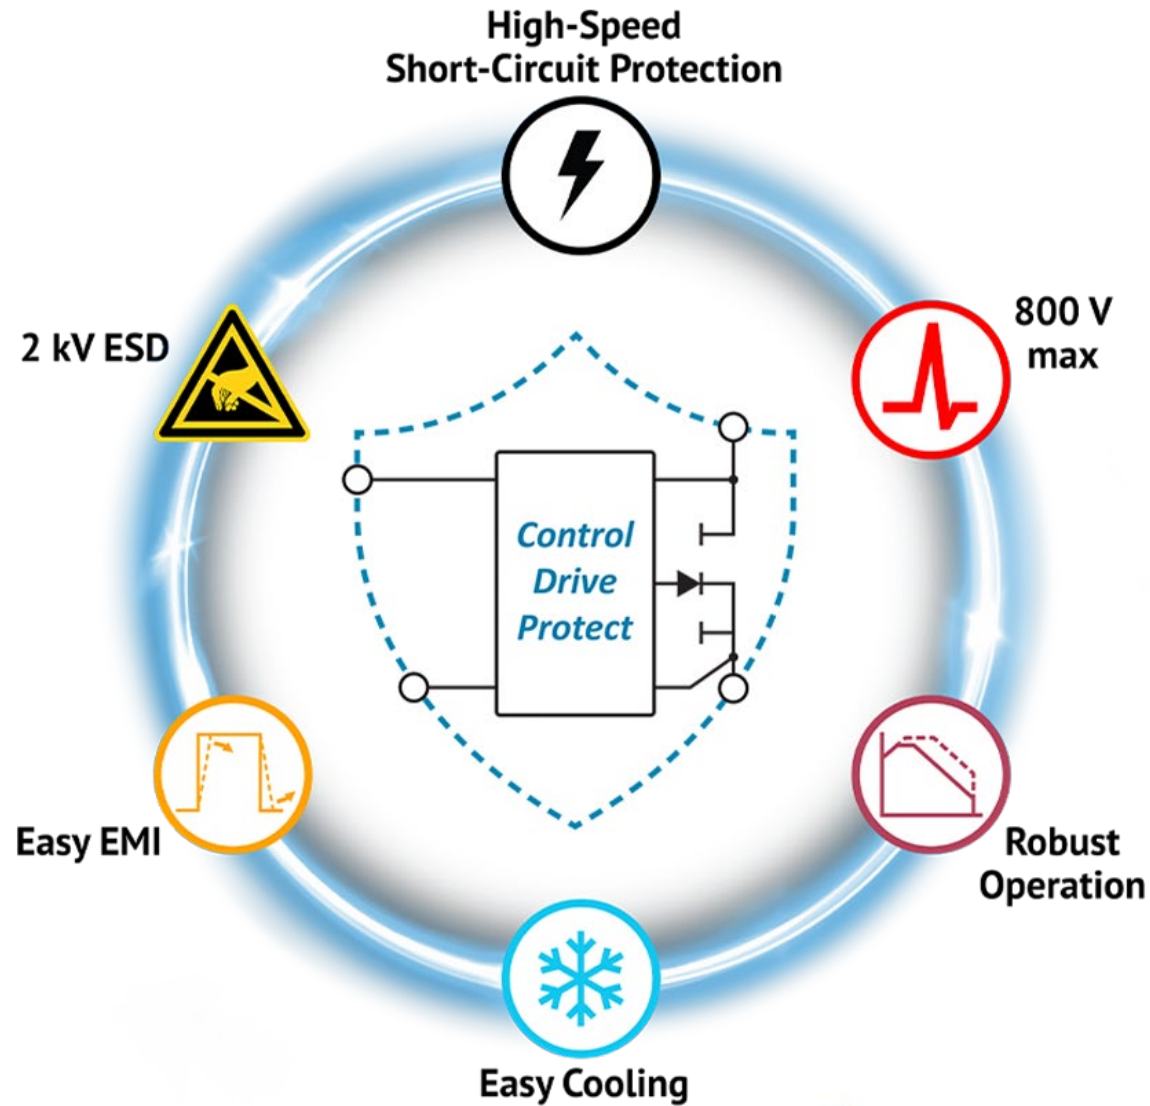 High-Speed
Short-Circuit Protection
2 kV ESD
800 V
max
Control
Drive
Protect
Easy EMI
Robust
Operation
Easy Cooling